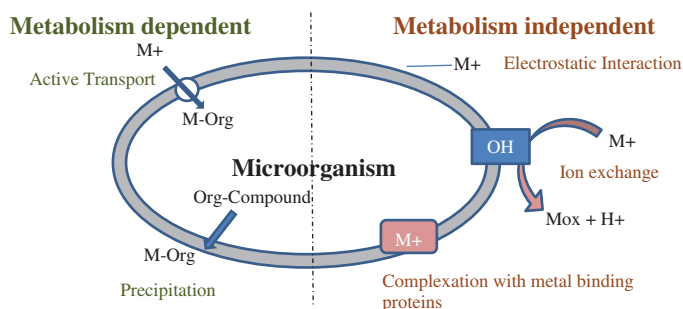 Metabolism dependent
Metabolism independent
M+
Active Transport
M-Org
M+
Electrostatic Interaction
OH
M+
Ion exchange
Mox + H+
Microorganism
Org-Compound
M-Org
Precipitation
M+
Complexation with metal binding
proteins